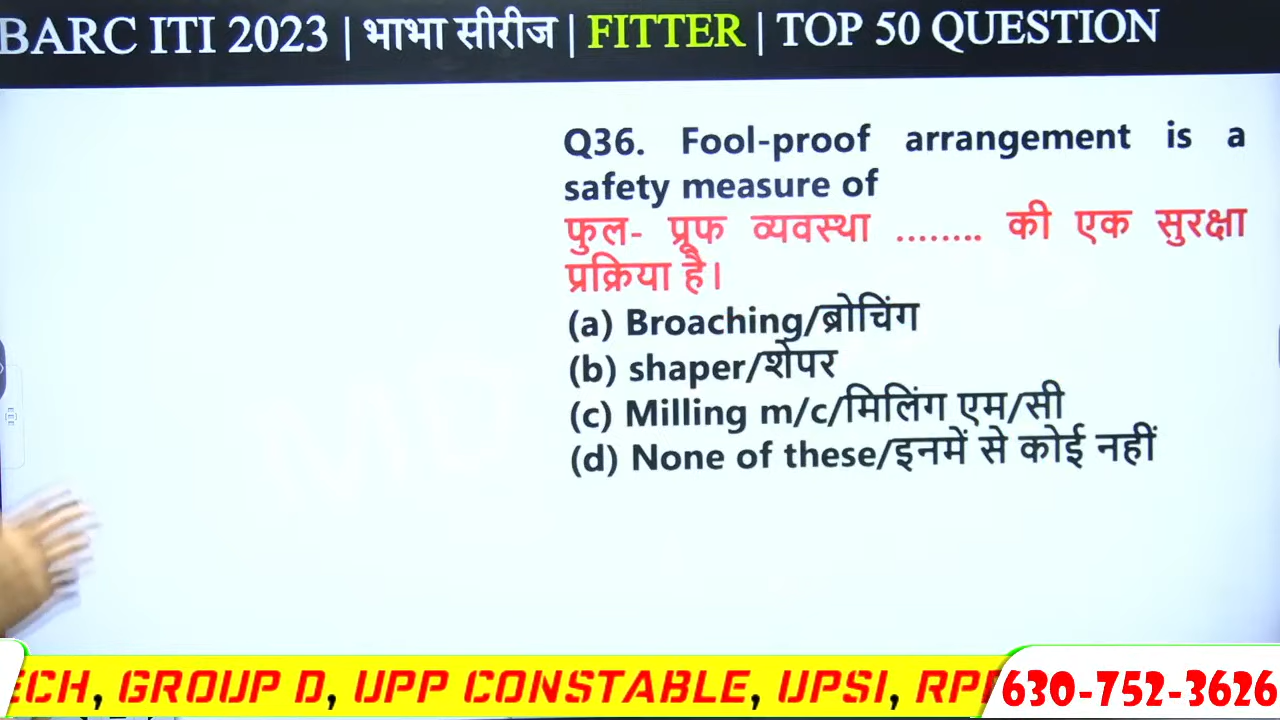 BARC ITI 2023 | भाभा सीरीज | FITTER | TOP 50 QUESTION
Q36. Fool-proof arrangement is a
safety measure of
फुल- प्रूफ व्यवस्था ........ की एक सुरक्षा
प्रक्रिया है।
(a) Broaching/ब्रोचिंग
(b) shaper/शेपर
(c) Milling m/c/मिलिंग एम/सी
(d) None of these/इनमें से कोई नहीं
ECH, GROUP D, UPP CONSTABLE, UPSI,
630-752-3626